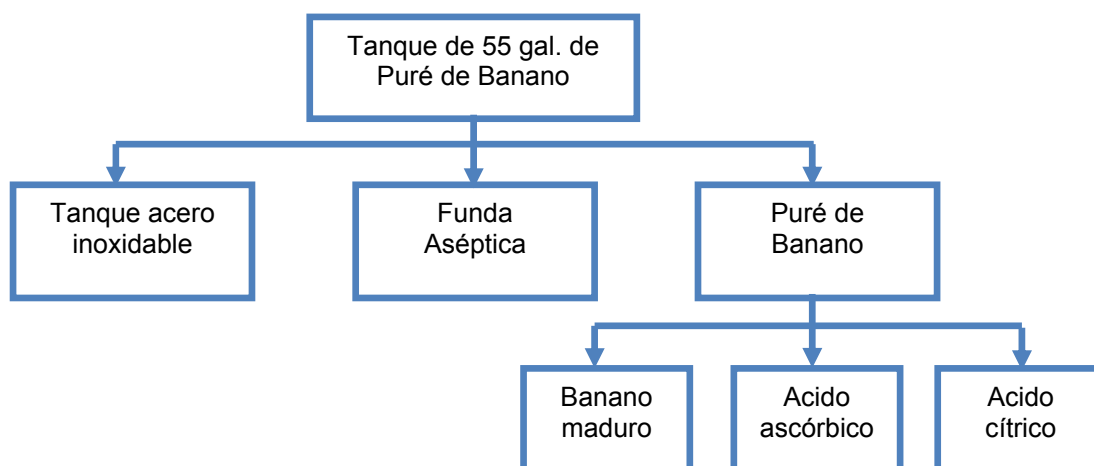 Tanque de 55 gal. de
Puré de Banano
Tanque acero
inoxidable
Funda
Aséptica
Puré de
Banano
Banano
maduro
Acido
ascórbico
Acido
cítrico